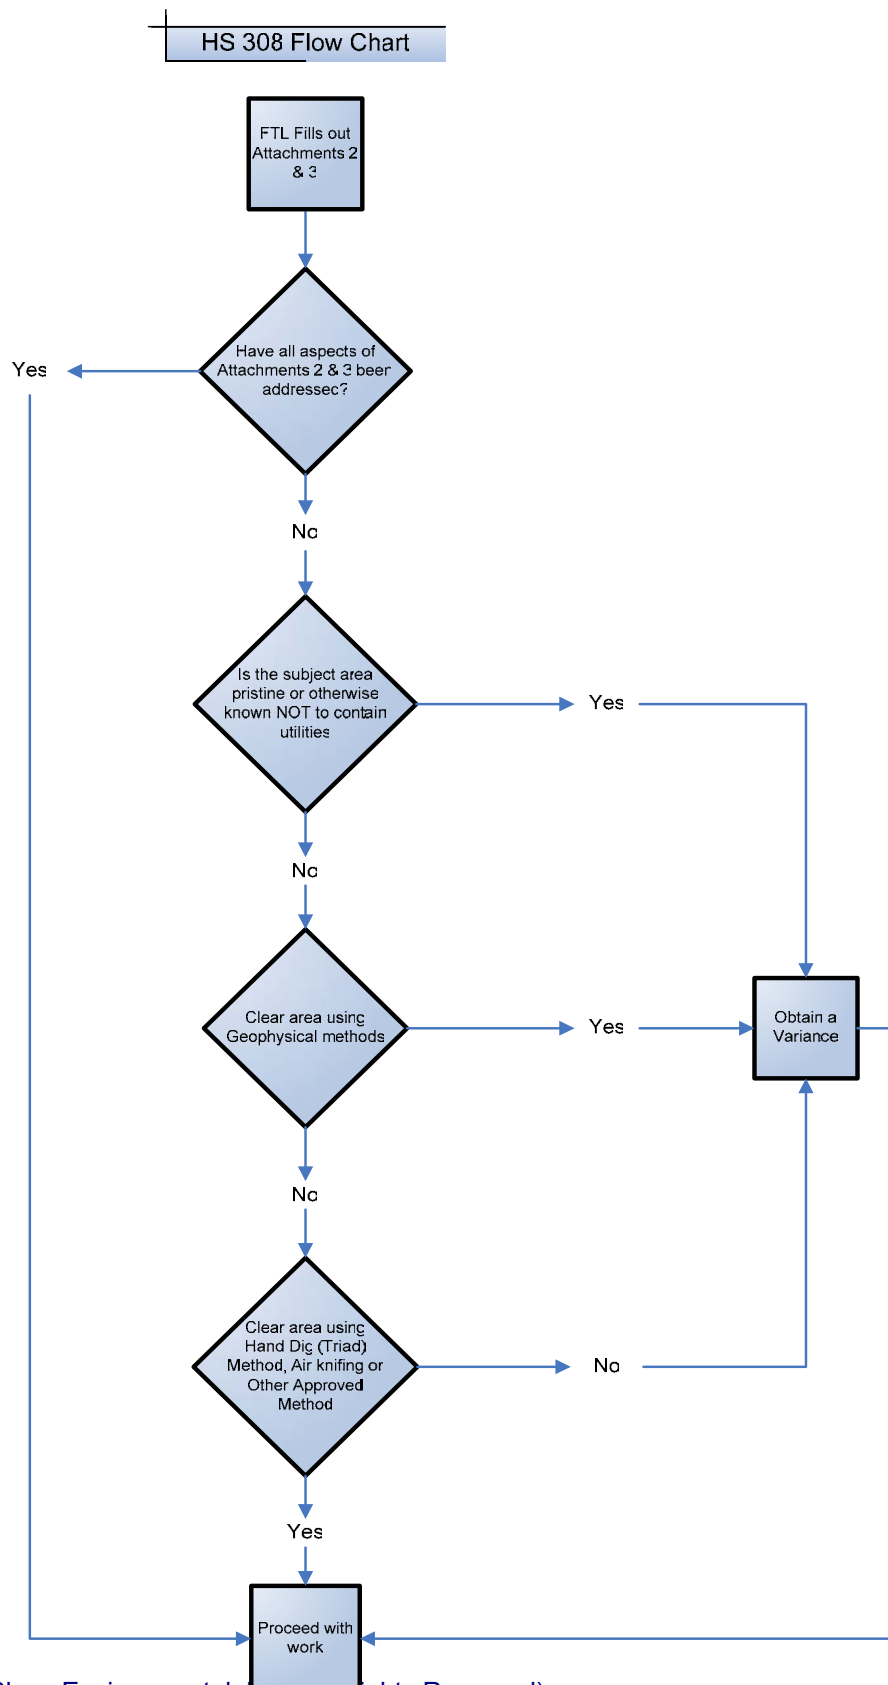 HS 308 Flow Chart
FTL Fills out
Attachments 2
& 3
Have all aspects of
Attachments 2 & 3 been
addressed?
Yes
No
Is the subject area
pristine or otherwise
known NOT to contain
utilities
Yes
No
Clear area using
Geophysical methods
Yes
Obtain a
Variance
No
Clear area using
Hand Dig (Triad)
Method, Air knifing or
Other Approved
Method
No
Yes
Proceed with
work